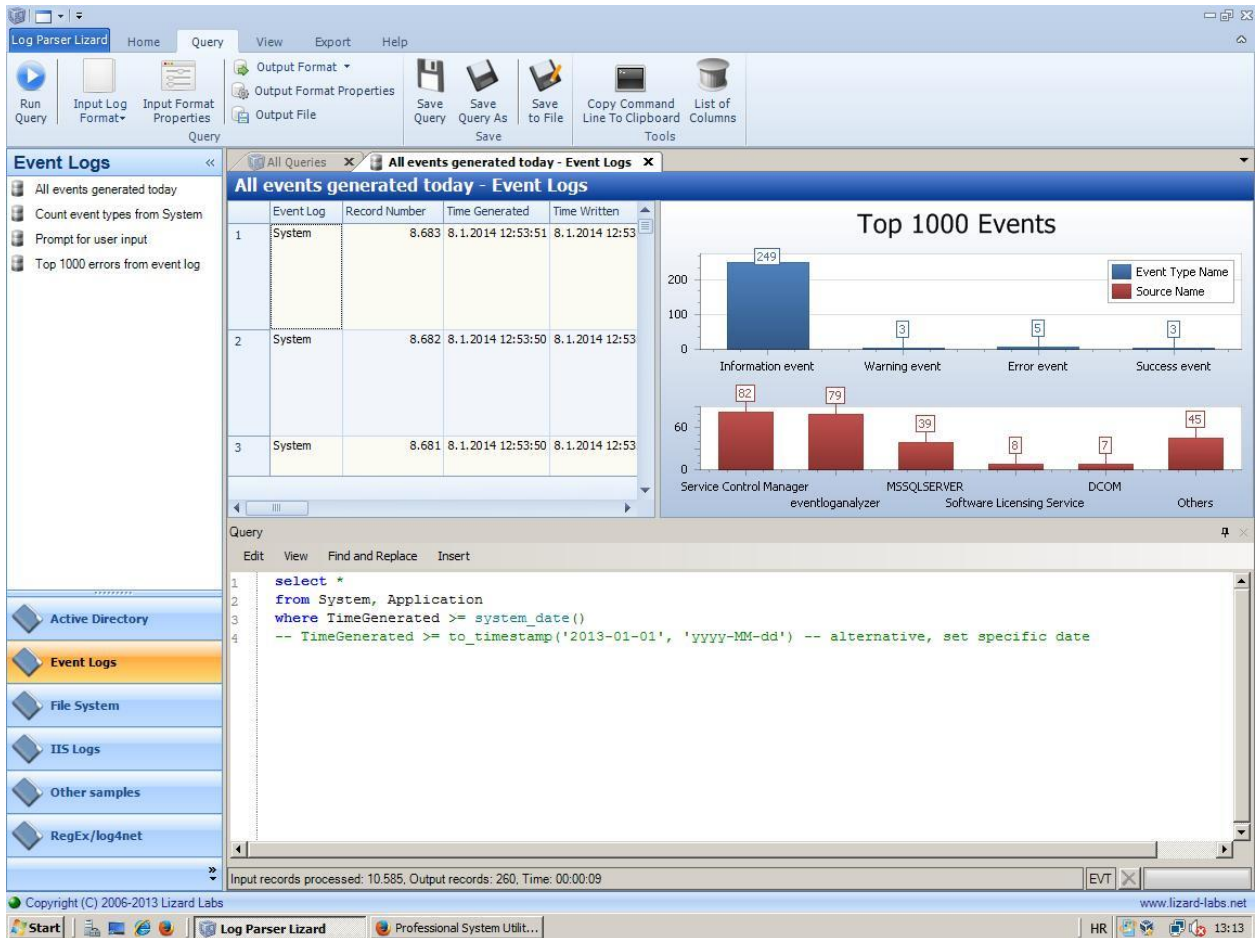 Log Parser Lizard Home Query View Export Help
Run Query
Input Log Format
Input Format Properties
Output Format
Output Format Properties
Output File
Query
Save Query
Save Query As
Save to File
Save
Copy Command Line To Clipboard
List of Columns
Tools
Event Logs «
All events generated today
Count event types from System
Prompt for user input
Top 1000 errors from event log
All Queries X All events generated today - Event Logs X
All events generated today - Event Logs
Event Log Record Number Time Generated Time Written
1 System 8.683 8.1.2014 12:53:51 8.1.2014 12:53
2 System 8.682 8.1.2014 12:53:50 8.1.2014 12:53
3 System 8.681 8.1.2014 12:53:50 8.1.2014 12:53
Top 1000 Events
Event Type Name
Source Name
200
100
0
249 3 5 3
Information event Warning event Error event Success event
60
0
82 79 39 8 7 45
Service Control Manager MSSQLSERVER DCOM
eventloganalyzer Software Licensing Service Others
Query
Edit View Find and Replace Insert
1 select *
2 from System, Application
3 where TimeGenerated >= system_date()
4 -- TimeGenerated >= to_timestamp('2013-01-01', 'yyyy-MM-dd') -- alternative, set specific date
Active Directory
Event Logs
File System
IIS Logs
Other samples
RegEx/log4net
»
Input records processed: 10.585, Output records: 260, Time: 00:00:09 EVT
Copyright (C) 2006-2013 Lizard Labs www.lizard-labs.net
Start Log Parser Lizard Professional System Utilit... HR 13:13